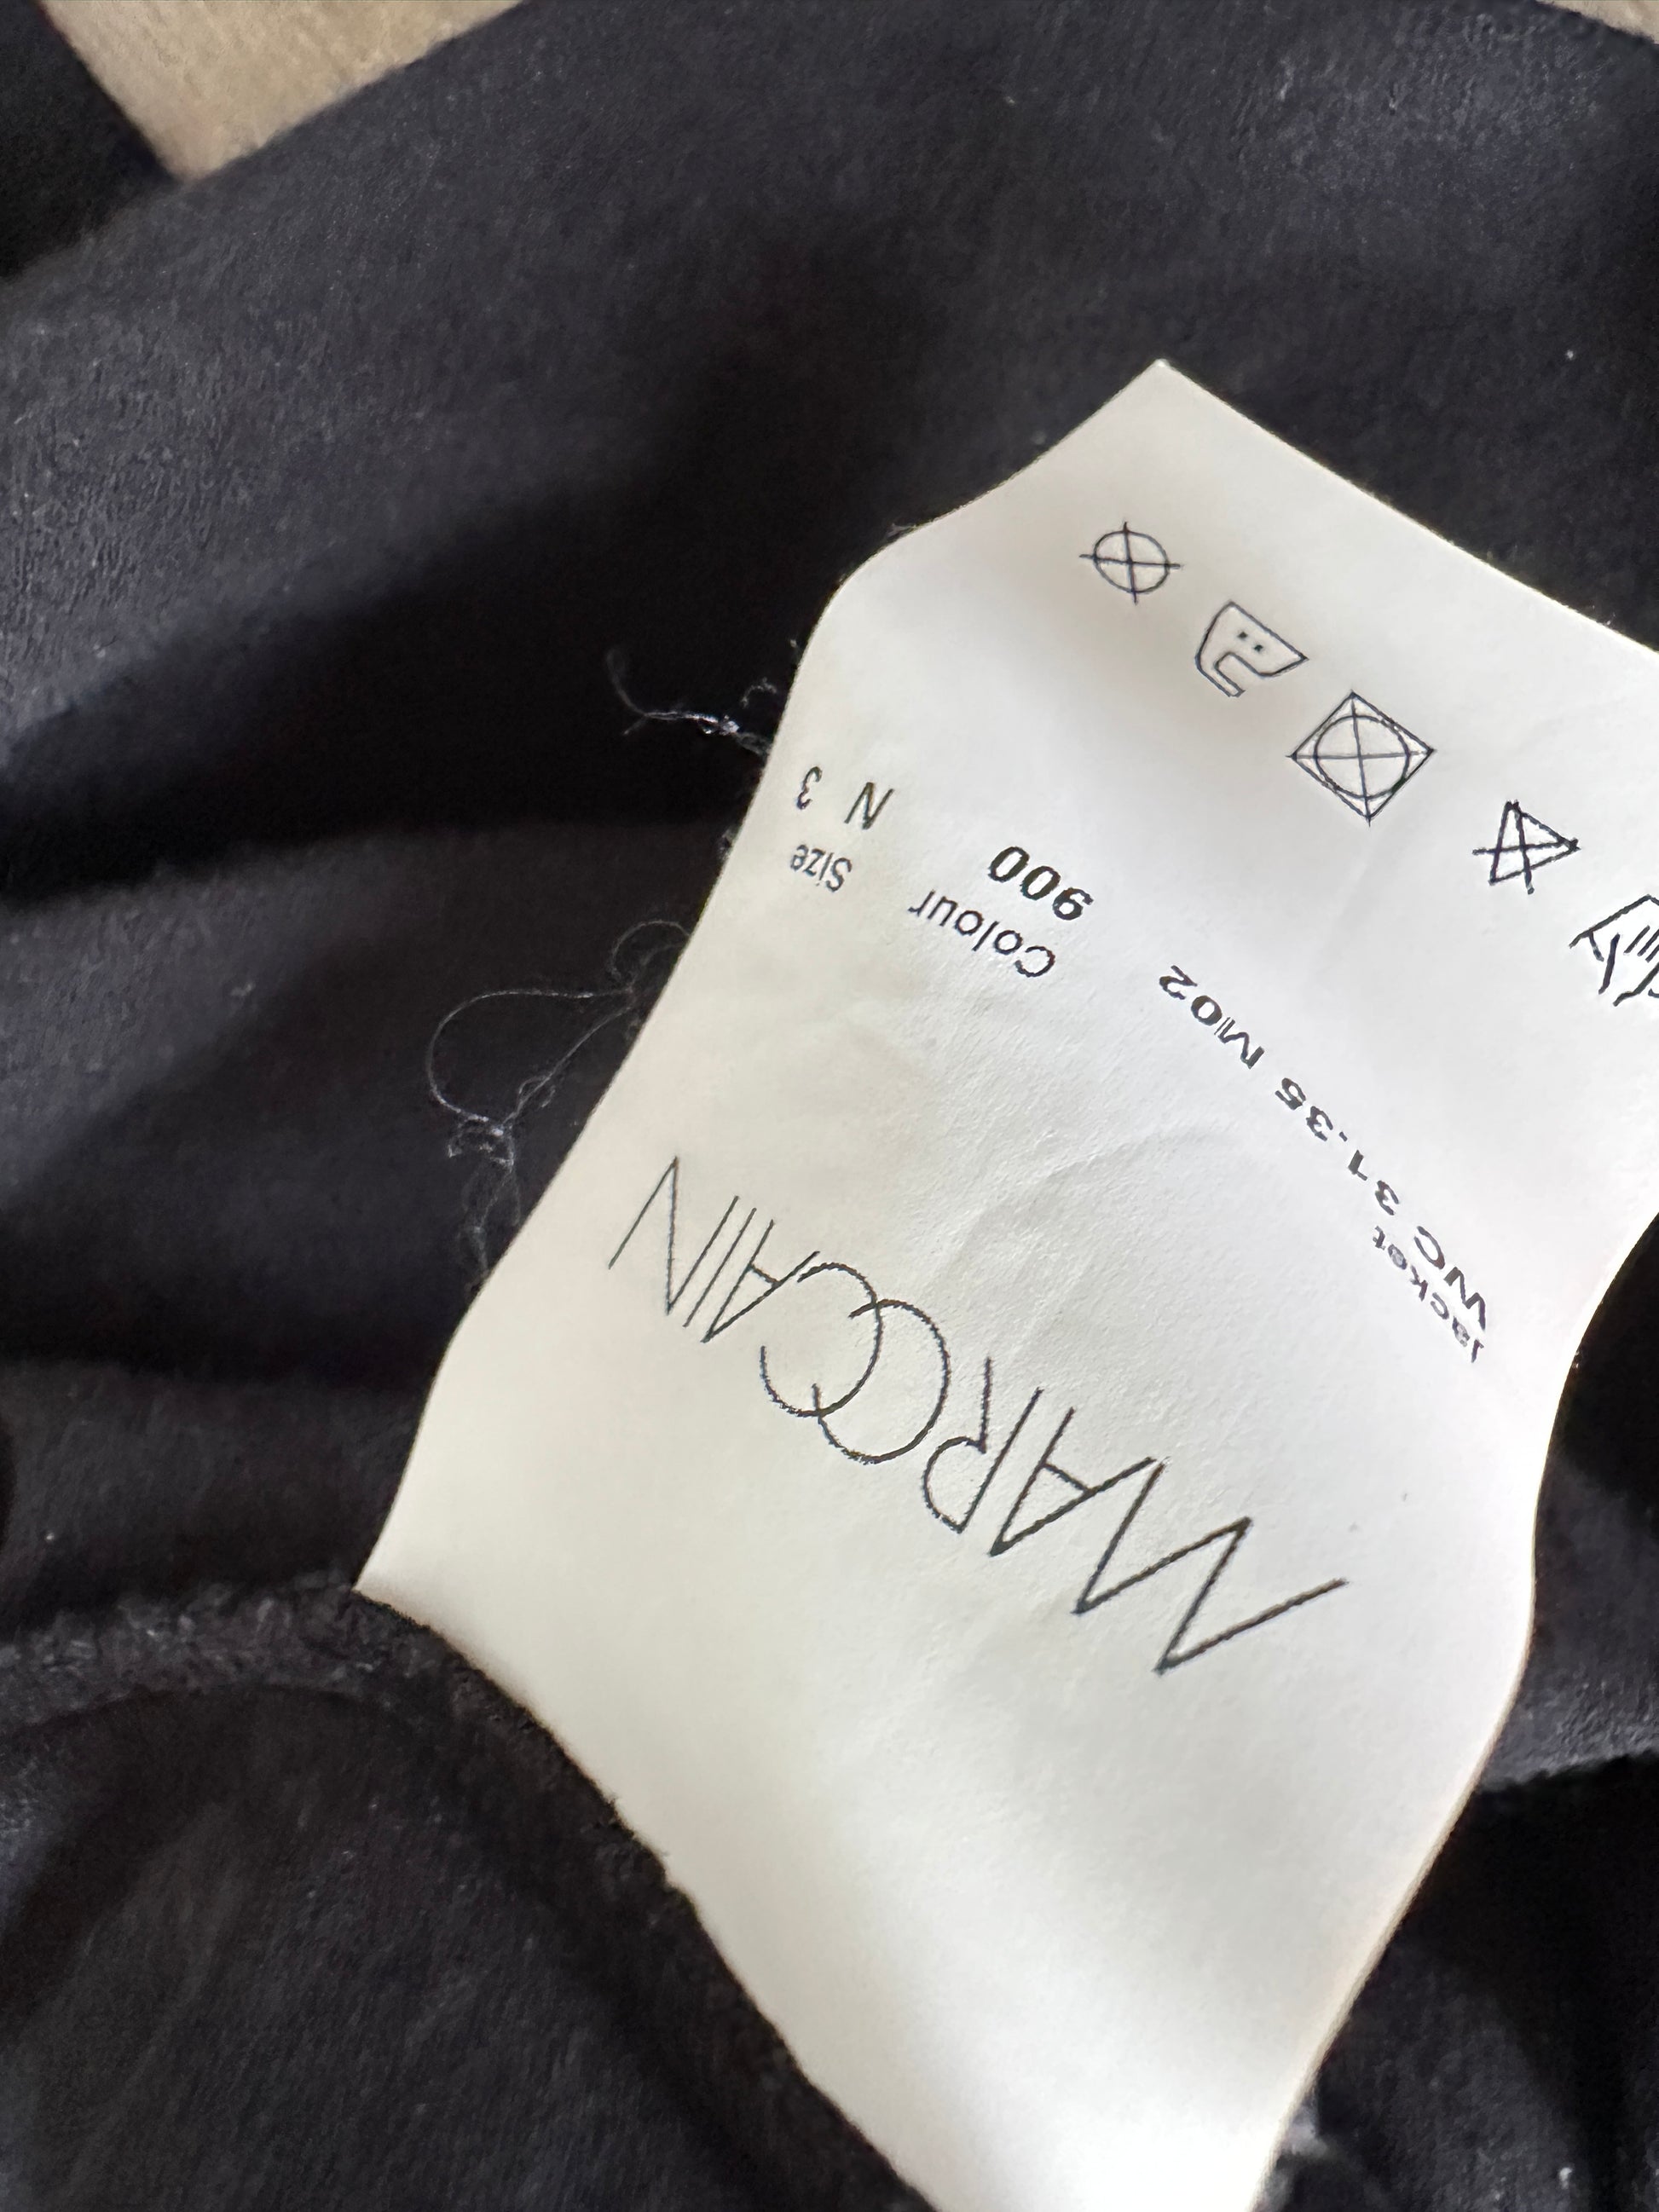 MARCCAIN
Jacket
WC 31.35 M02
Colour
900
Size
N 3